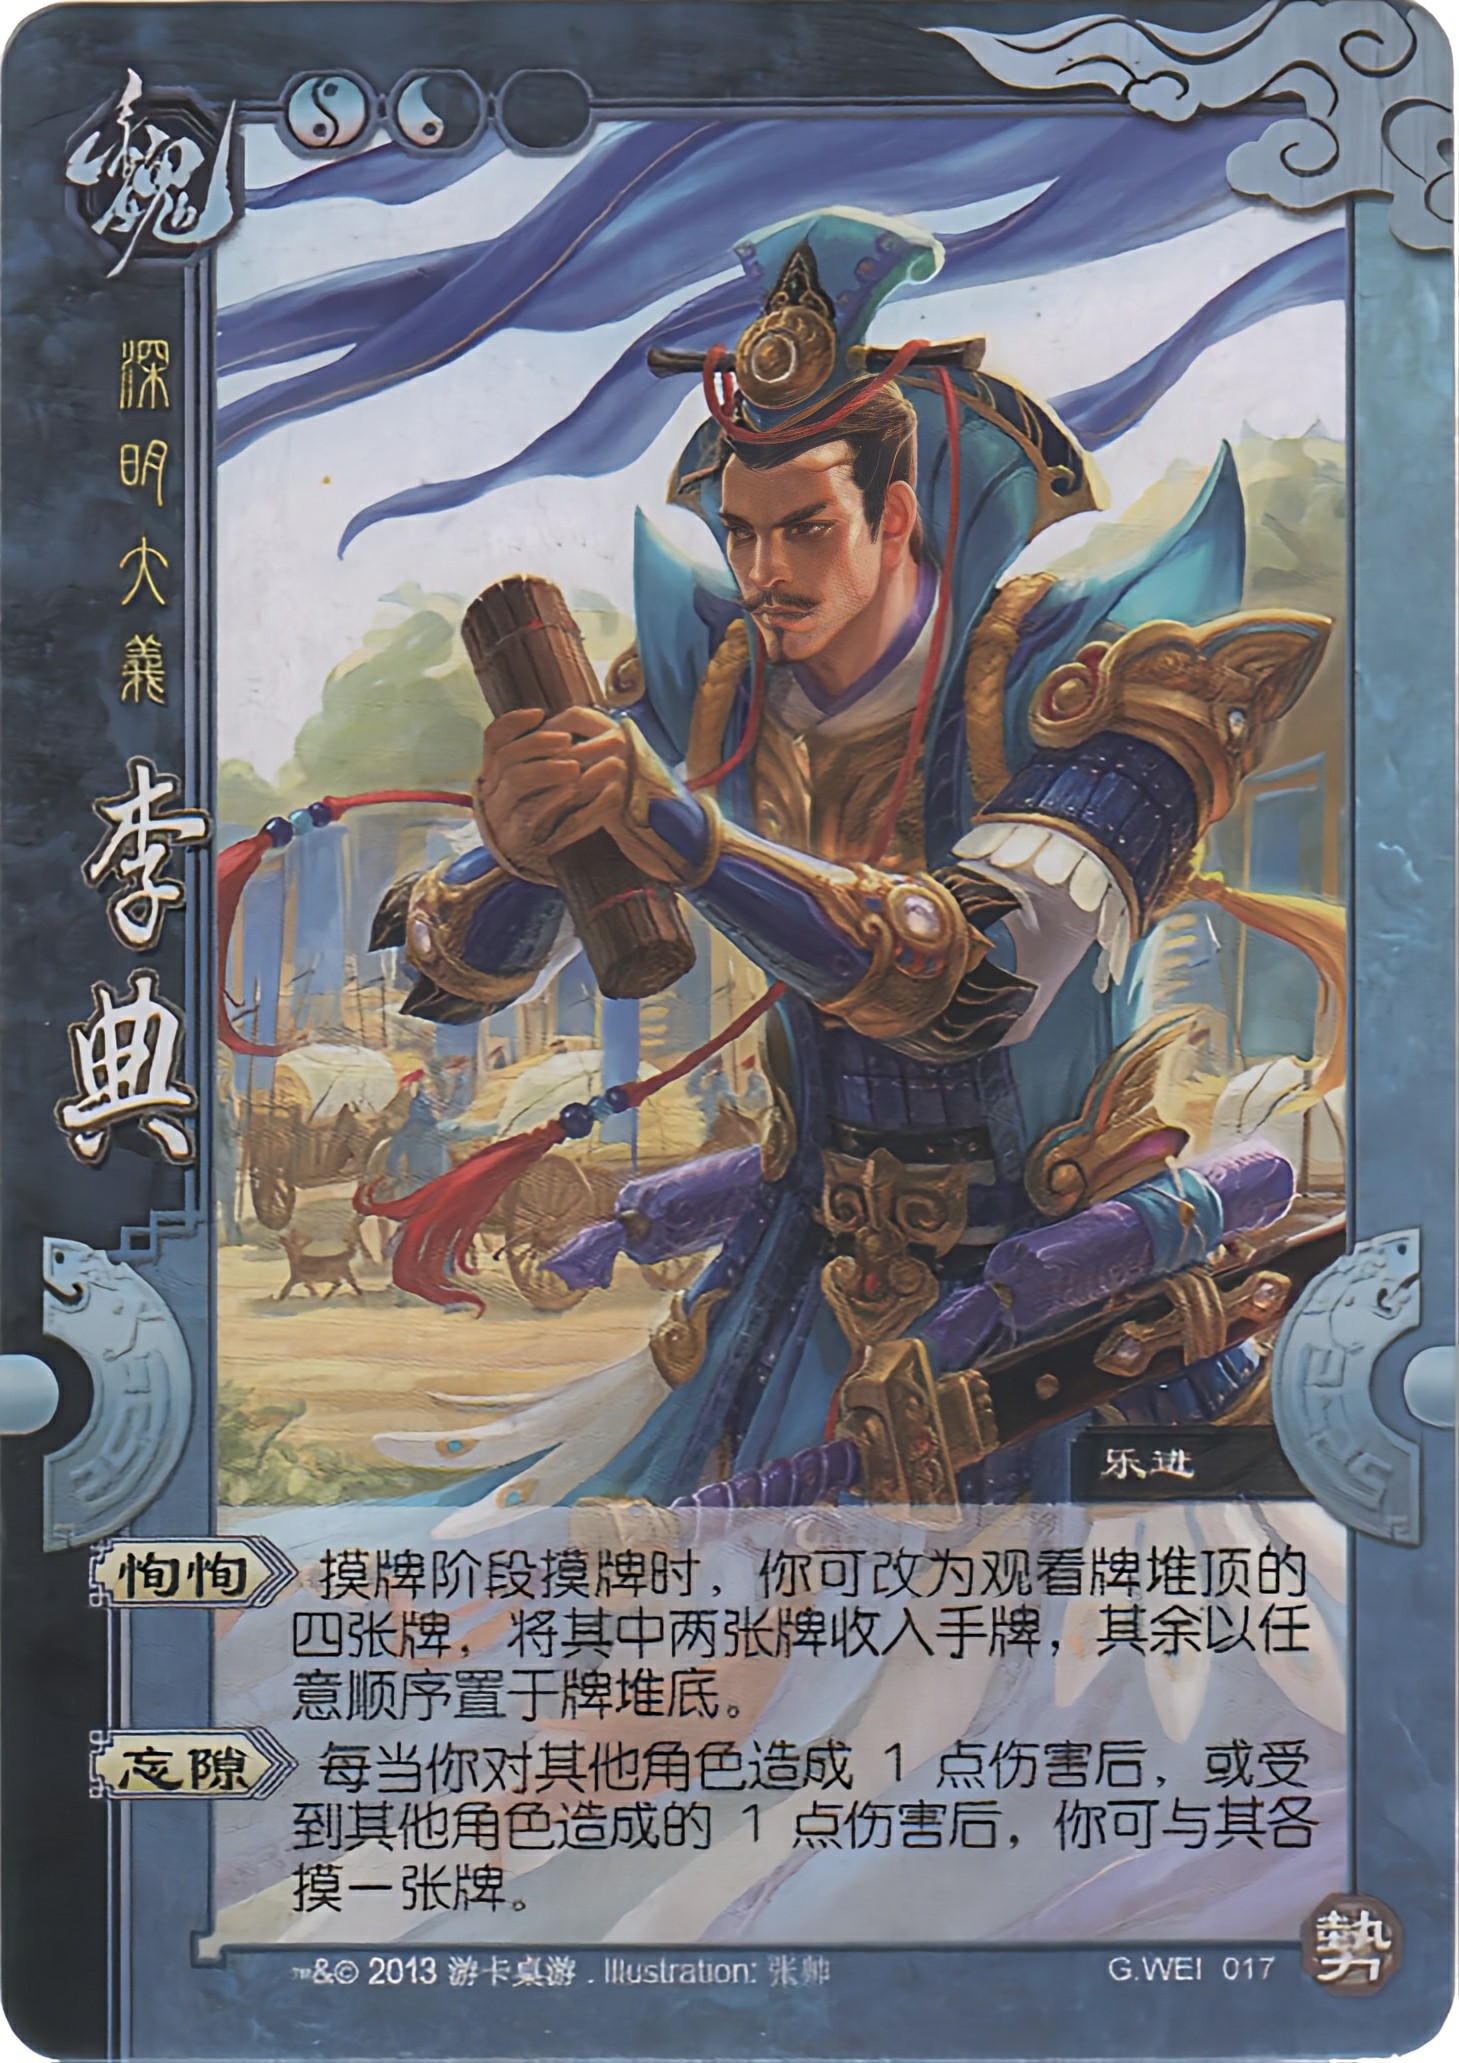 魏
深明大義
李典
乐进
恂恂 摸牌阶段摸牌时，你可改为观看牌堆顶的
四张牌，将其中两张牌收入手牌，其余以任
意顺序置于牌堆底。
忘隙 每当你对其他角色造成 1 点伤害后，或受
到其他角色造成的 1 点伤害后，你可与其各
摸一张牌。
™&© 2013 游卡桌游 . Illustration: 张帅
G.WEI 017
勢